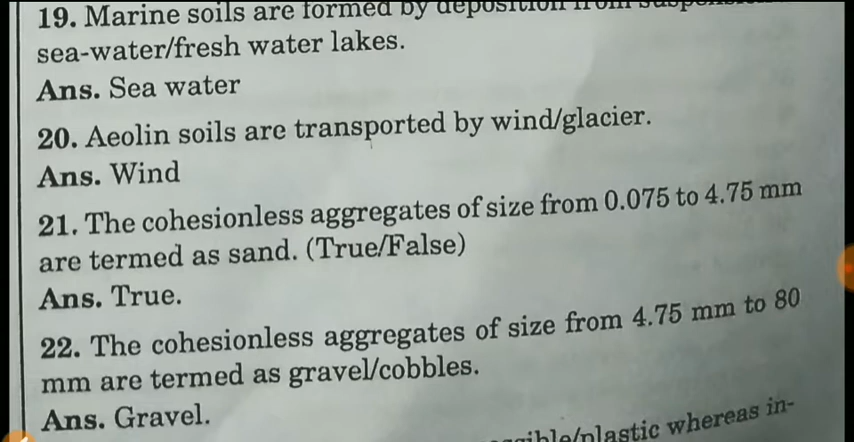 19. Marine soils are formed by deposition from
sea-water/fresh water lakes.
Ans. Sea water
20. Aeolin soils are transported by wind/glacier.
Ans. Wind
21. The cohesionless aggregates of size from 0.075 to 4.75 mm
are termed as sand. (True/False)
Ans. True.
22. The cohesionless aggregates of size from 4.75 mm to 80
mm are termed as gravel/cobbles.
Ans. Gravel.
/plastic whereas in-